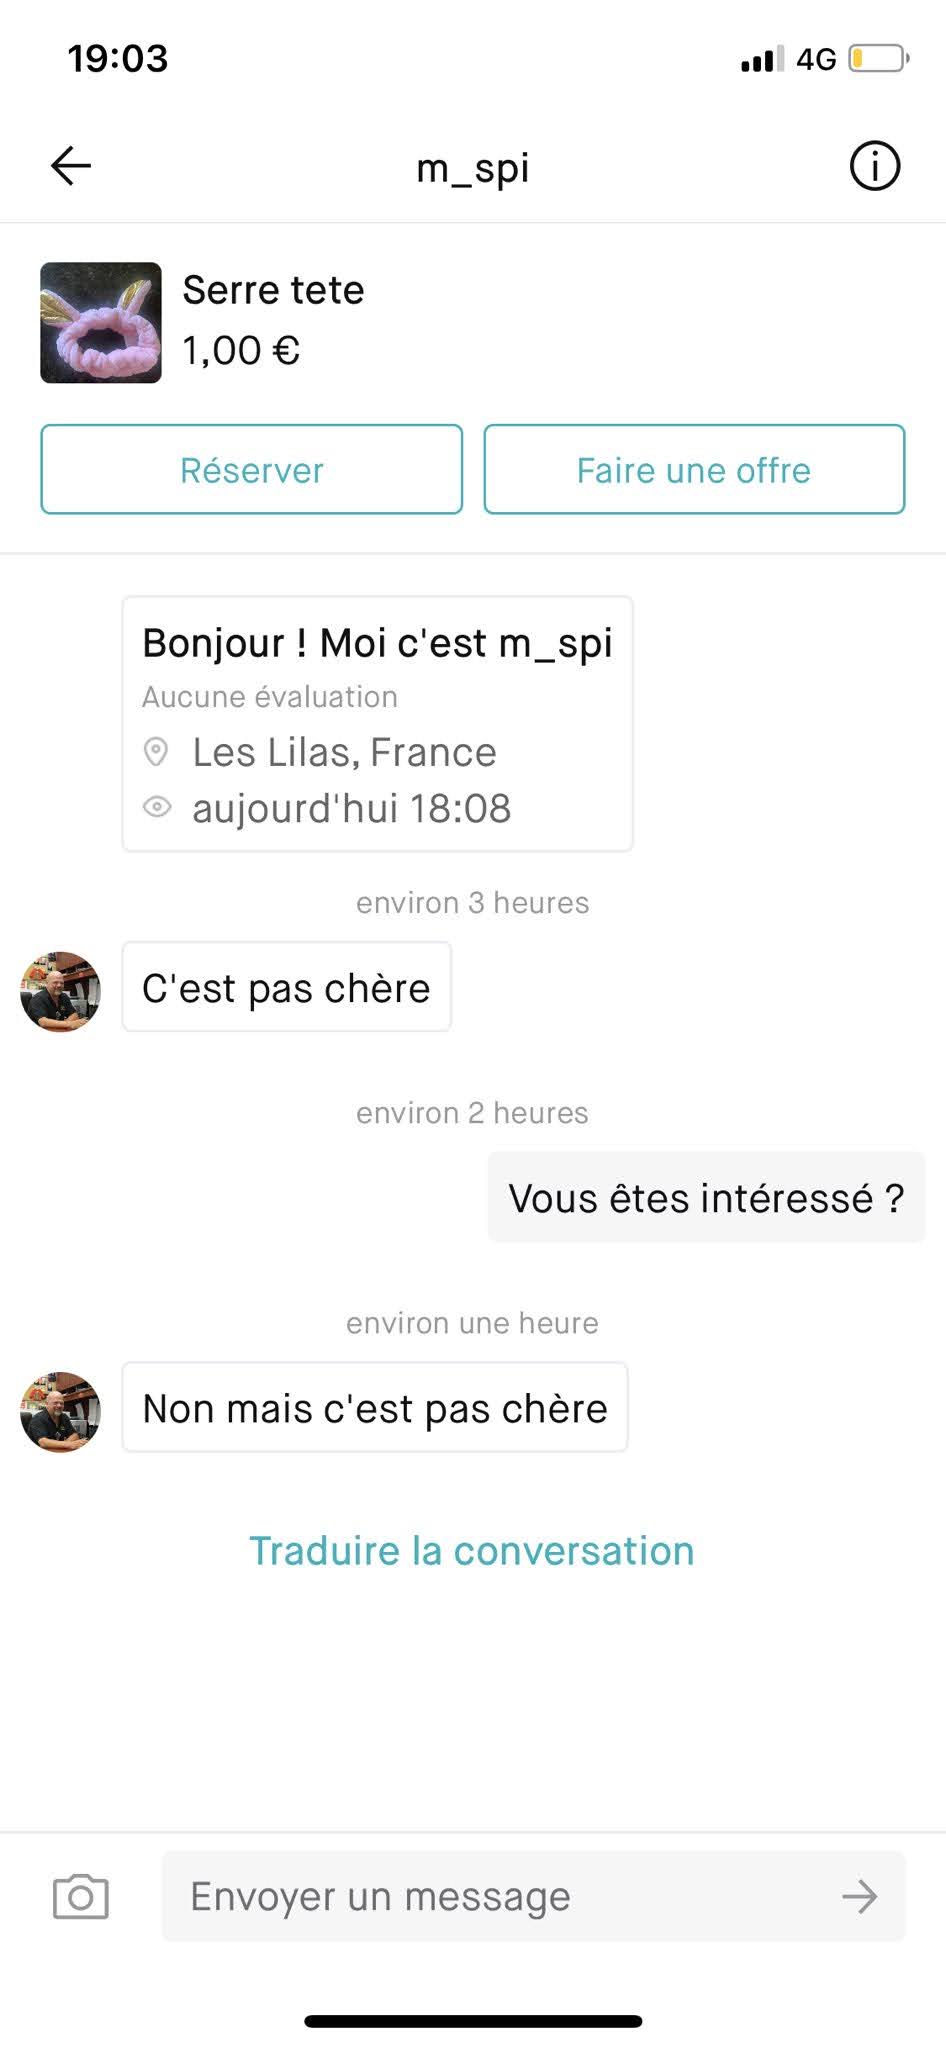 19:03
4G
m_spi
Serre tete
1,00 €
Réserver
Faire une offre
Bonjour ! Moi c'est m_spi
Aucune évaluation
Les Lilas, France
aujourd'hui 18:08
environ 3 heures
C'est pas chère
environ 2 heures
Vous êtes intéressé ?
environ une heure
Non mais c'est pas chère
Traduire la conversation
Envoyer un message